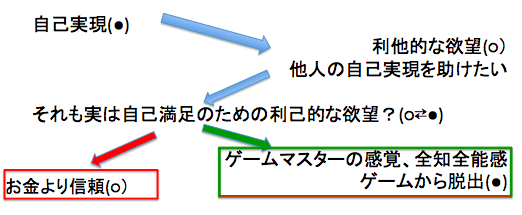 自己実現(●)
利他的な欲望(○)
他人の自己実現を助けたい
それも実は自己満足のための利己的な欲望？(○⇄●)
ゲームマスターの感覚、全知全能感
ゲームから脱出(●)
お金より信頼(○)